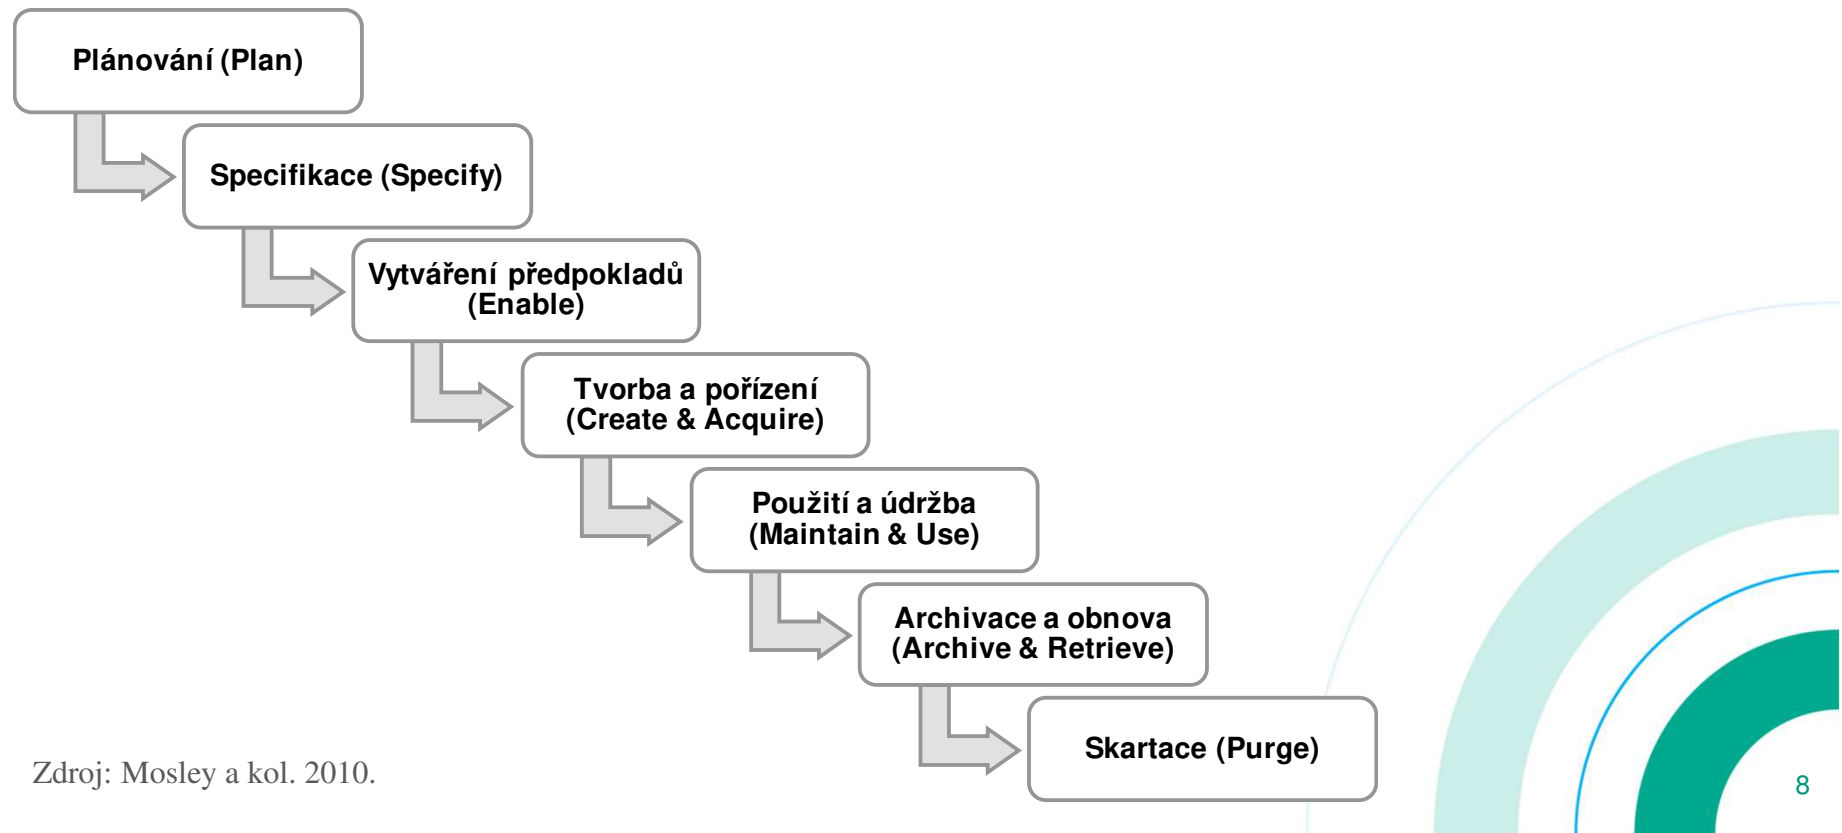 Plánování (Plan)
Specifikace (Specify)
Vytváření předpokladů
(Enable)
Tvorba a pořízení
(Create & Acquire)
Použití a údržba
(Maintain & Use)
Archivace a obnova
(Archive & Retrieve)
Skartace (Purge)
Zdroj: Mosley a kol. 2010.
8